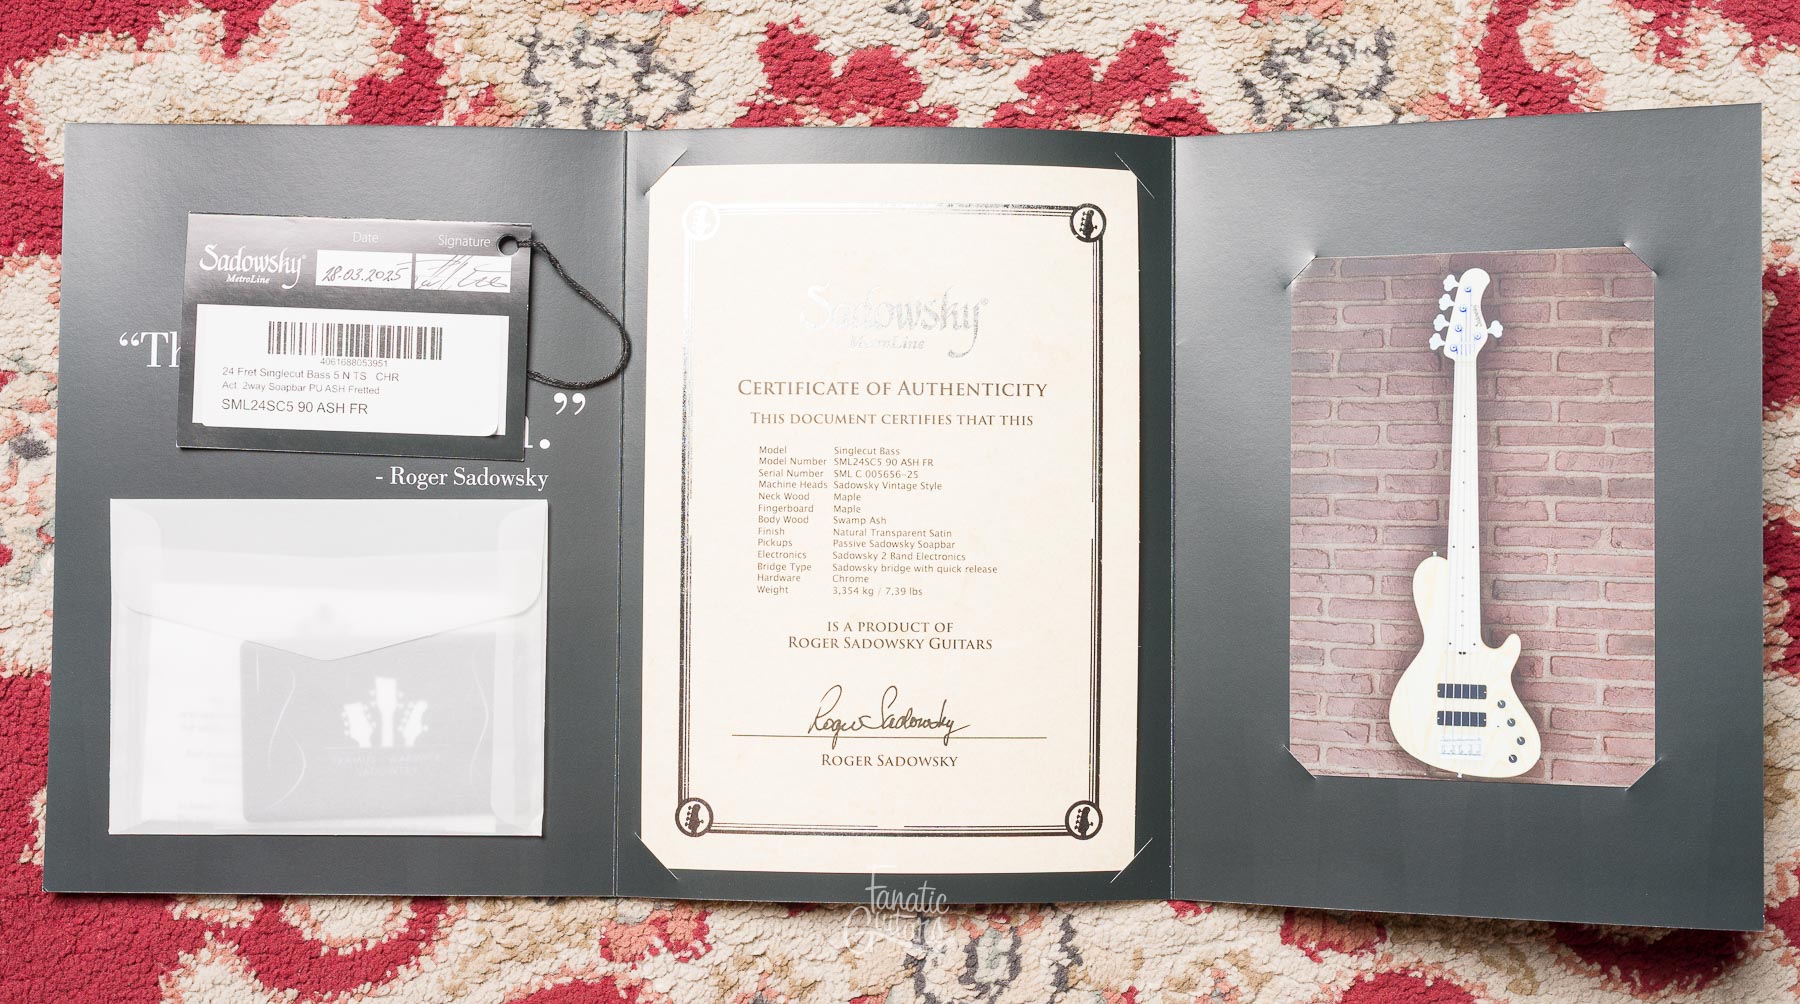 Sadowsky®
MetroLine
Date
Signature
28.03.2025
4061688053951
24 Fret Singlecut Bass 5 N TS CHR
Act. 2way Soapbar PU ASH Fretted
SML24SC5 90 ASH FR
“Th
.”
- Roger Sadowsky
Sadowsky®
MetroLine
CERTIFICATE OF AUTHENTICITY
THIS DOCUMENT CERTIFIES THAT THIS
Model Singlecut Bass
Model Number SML24SC5 90 ASH FR
Serial Number SML C 005656-25
Machine Heads Sadowsky Vintage Style
Neck Wood Maple
Fingerboard Maple
Body Wood Swamp Ash
Finish Natural Transparent Satin
Pickups Passive Sadowsky Soapbar
Electronics Sadowsky 2 Band Electronics
Bridge Type Sadowsky bridge with quick release
Hardware Chrome
Weight 3,354 kg / 7,39 lbs
IS A PRODUCT OF
ROGER SADOWSKY GUITARS
Roger Sadowsky
ROGER SADOWSKY
Sadowsky
fanatic
Guitars